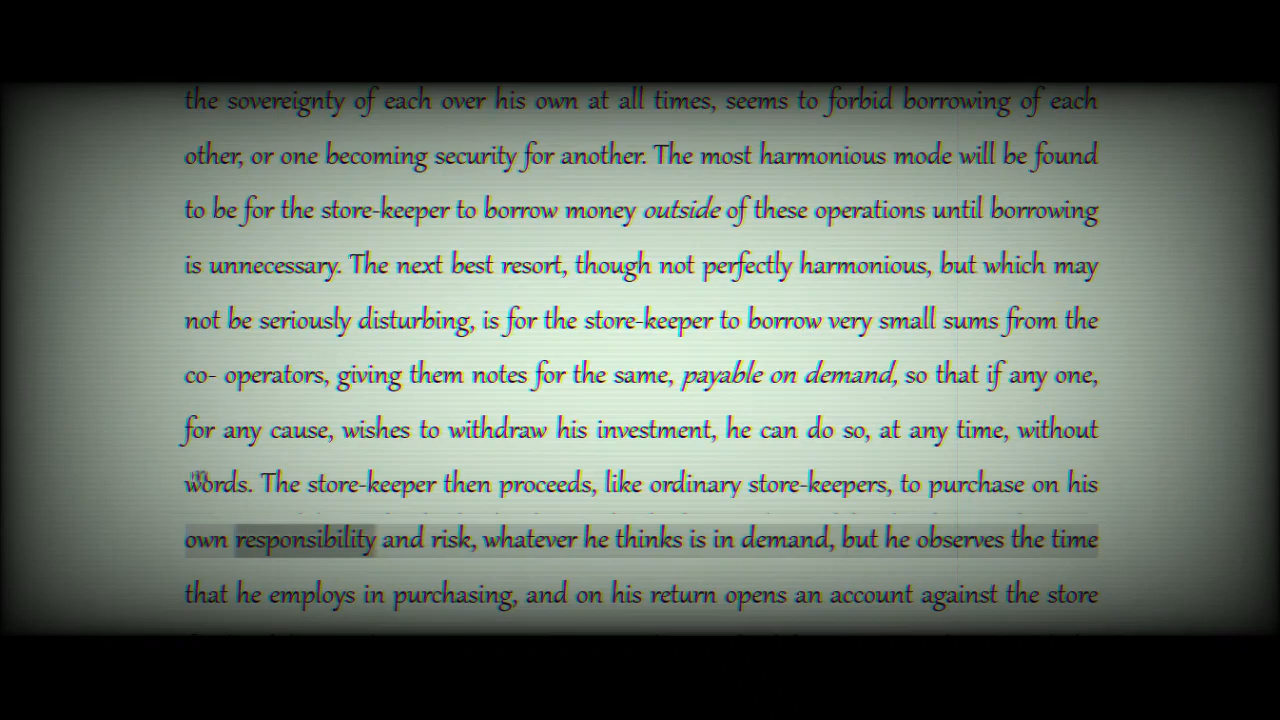 the sovereignty of each over his own at all times, seems to forbid borrowing of each
other, or one becoming security for another. The most harmonious mode will be found
to be for the store-keeper to borrow money outside of these operations until borrowing
is unnecessary. The next best resort, though not perfectly harmonious, but which may
not be seriously disturbing, is for the store-keeper to borrow very small sums from the
co- operators, giving them notes for the same, payable on demand, so that if any one,
for any cause, wishes to withdraw his investment, he can do so, at any time, without
words. The store-keeper then proceeds, like ordinary store-keepers, to purchase on his
own responsibility and risk, whatever he thinks is in demand, but he observes the time
that he employs in purchasing, and on his return opens an account against the store